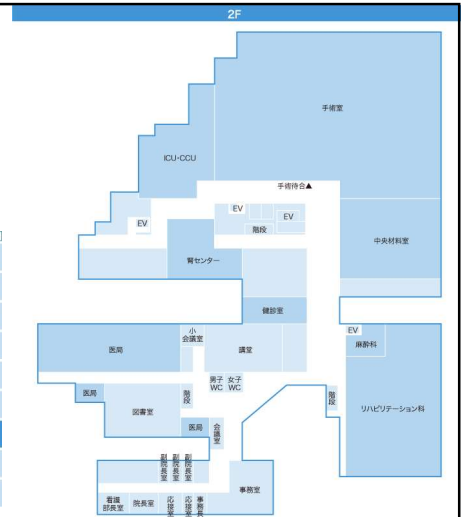 2F
手術室
ICU・CCU
手術待合▲
EV
EV
EV
階段
中央材料室
腎センター
健診室
EV
麻酔科
医局
小
会議室
講堂
男子
WC
女子
WC
医局
図書室
階段
階段
リハビリテーション科
医局
会議室
副院長室
副院長室
副院長室
事務室
看護
部長室
院長室
応接室
応接室
事務長